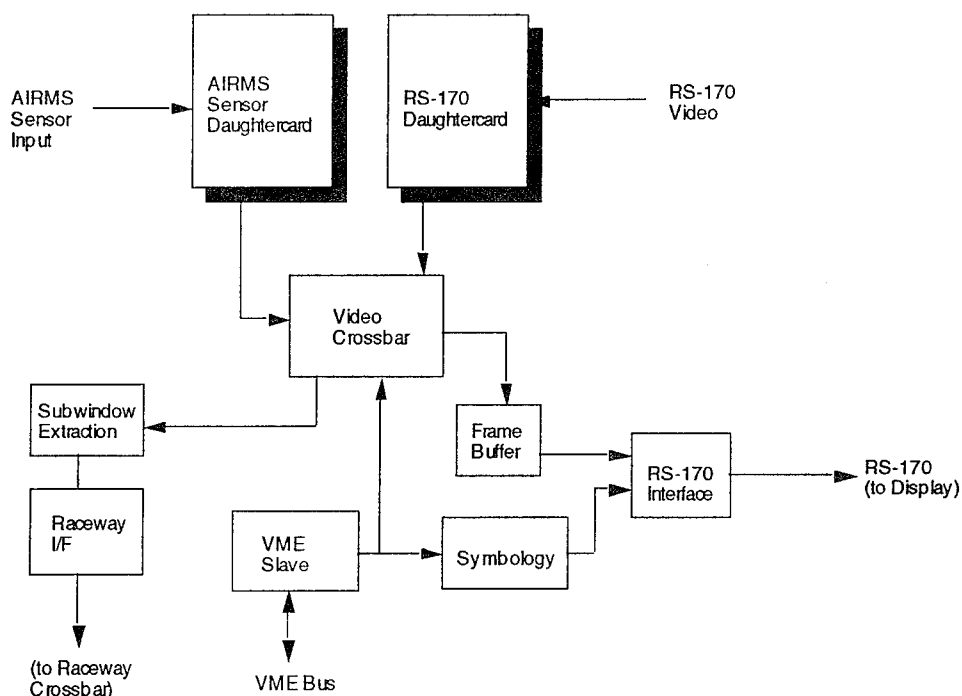 AIRMS
Sensor
Input
AIRMS
Sensor
Daughtercard
RS-170
Daughtercard
RS-170
Video
Video
Crossbar
Subwindow
Extraction
Frame
Buffer
RS-170
Interface
RS-170
(to Display)
Raceway
I/F
VME
Slave
Symbology
(to Raceway
Crossbar)
VME Bus